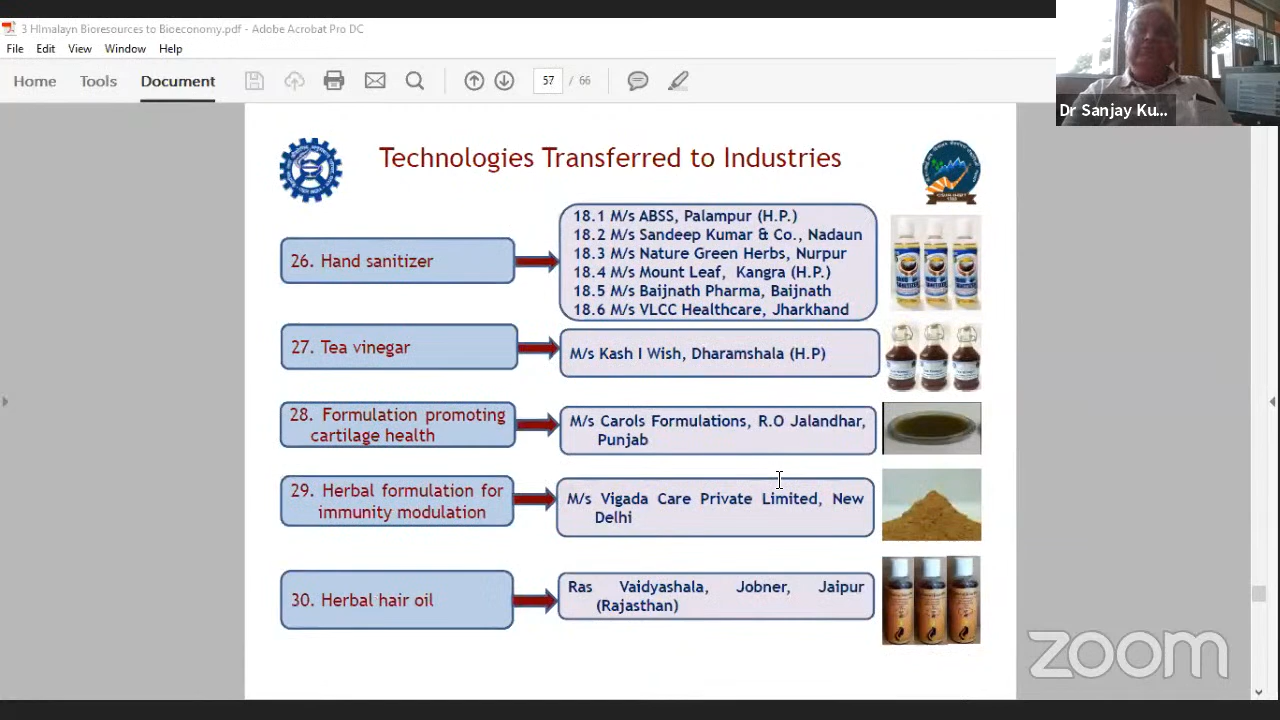 3 HImalayn Bioresources to Bioeconomy.pdf - Adobe Acrobat Pro DC
File Edit View Window Help
Home Tools Document 57 / 66
Dr Sanjay Ku...
Technologies Transferred to Industries
26. Hand sanitizer
18.1 M/s ABSS, Palampur (H.P.)
18.2 M/s Sandeep Kumar & Co., Nadaun
18.3 M/s Nature Green Herbs, Nurpur
18.4 M/s Mount Leaf, Kangra (H.P.)
18.5 M/s Baijnath Pharma, Baijnath
18.6 M/s VLCC Healthcare, Jharkhand
27. Tea vinegar
M/s Kash I Wish, Dharamshala (H.P)
28. Formulation promoting
cartilage health
M/s Carols Formulations, R.O Jalandhar,
Punjab
29. Herbal formulation for
immunity modulation
M/s Vigada Care Private Limited, New
Delhi
30. Herbal hair oil
Ras Vaidyashala, Jobner, Jaipur
(Rajasthan)
zoom